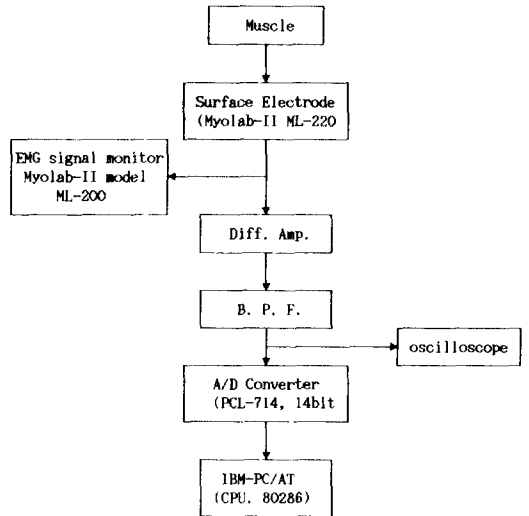 Muscle
Surface Electrode
(Myolab-II ML-220
EMG signal monitor
Myolab-II model
ML-200
Diff. Amp.
B. P. F.
oscilloscope
A/D Converter
(PCL-714, 14bit
IBM-PC/AT
(CPU. 80286)